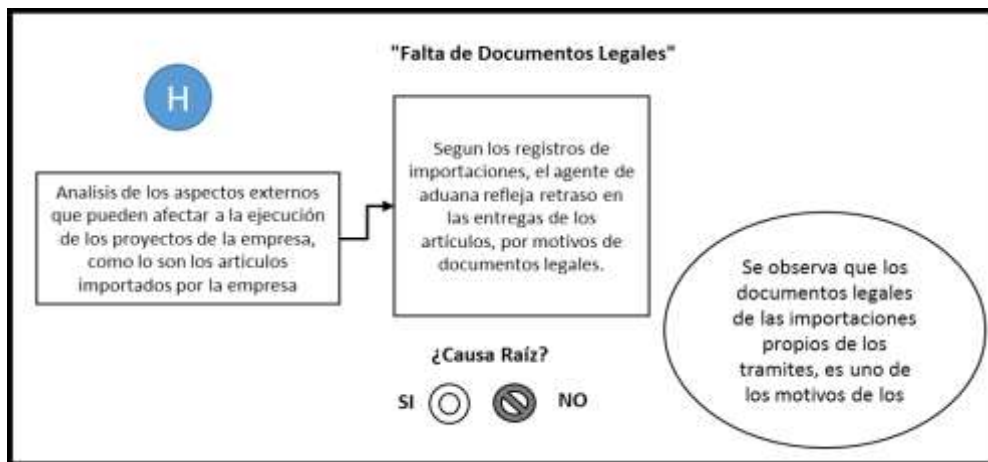 "Falta de Documentos Legales"
H
Analisis de los aspectos externos
que pueden afectar a la ejecución
de los proyectos de la empresa,
como lo son los articulos
importados por la empresa
Segun los registros de
importaciones, el agente de
aduana refleja retraso en
las entregas de los
artículos, por motivos de
documentos legales.
Se observa que los
documentos legales
de las importaciones
propios de los
tramites, es uno de
los motivos de los
¿Causa Raíz?
SI
NO